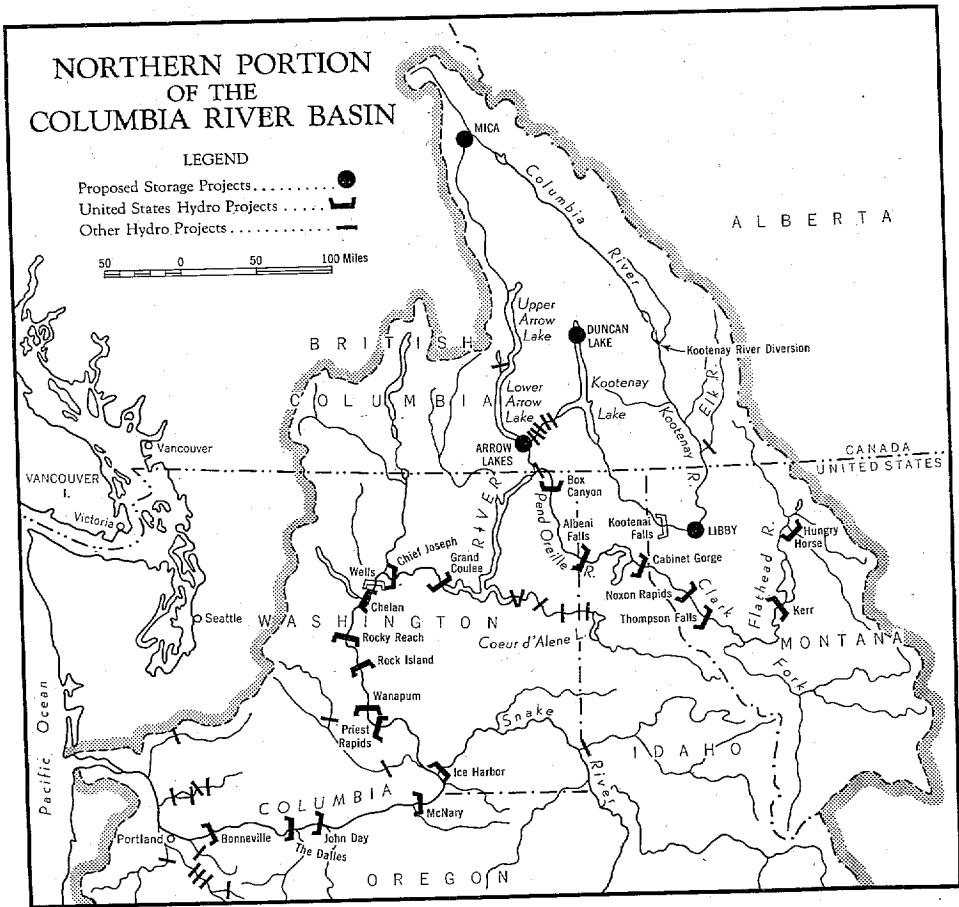 NORTHERN PORTION
OF THE
COLUMBIA RIVER BASIN
LEGEND
Proposed Storage Projects..........
United States Hydro Projects .....
Other Hydro Projects...............
50 0 50 100 Miles
MICA
Columbia
River
ALBERTA
Upper
Arrow
Lake
DUNCAN
LAKE
Kootenay River Diversion
BRITISH
COLUMBIA
Lower
Arrow
Lake
Kootenay
Lake
Kootenay
R.
Elk R.
ARROW
LAKES
CANADA
UNITED STATES
Vancouver
VANCOUVER
I.
Victoria
Box
Canyon
Pend Oreille
R.
RIVER
Albeni
Falls
Kootenai
Falls
LIBBY
Hungry
Horse
Flathead R.
Chief Joseph
Grand
Coulee
Wells
Chelan
Cabinet Gorge
Noxon Rapids
Thompson Falls
Clark
Fork
Kerr
MONTANA
Seattle
WASHINGTON
Coeur d'Alene L.
Rocky Reach
Rock Island
Wanapum
Priest
Rapids
Snake
River
IDAHO
Ice Harbor
McNary
Pacific Ocean
COLUMBIA
Portland
Bonneville
The Dalles
John Day
OREGON